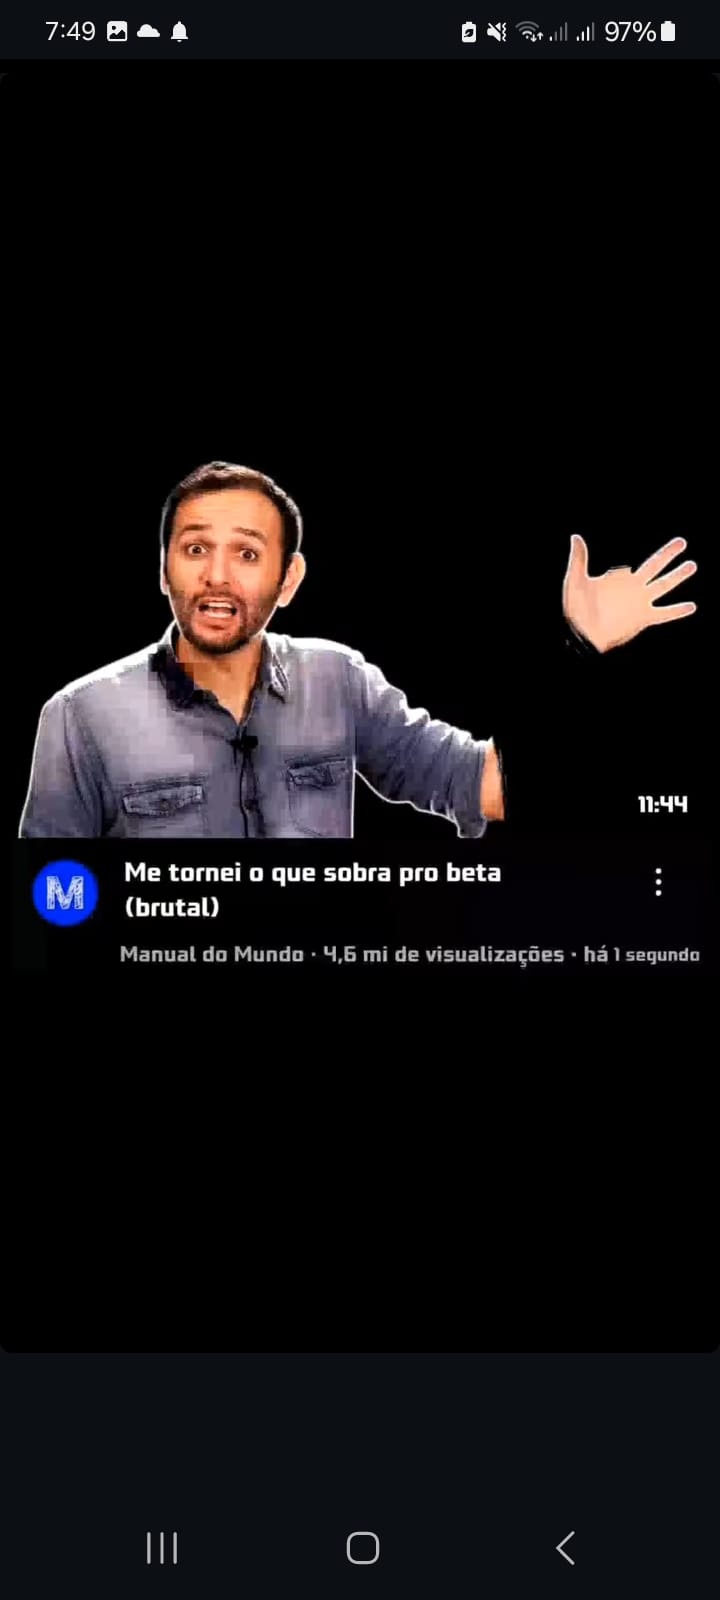 7:49
97%
11:44
M
Me tornei o que sobra pro beta
(brutal)
Manual do Mundo · 4,6 mi de visualizações · há 1 segundo